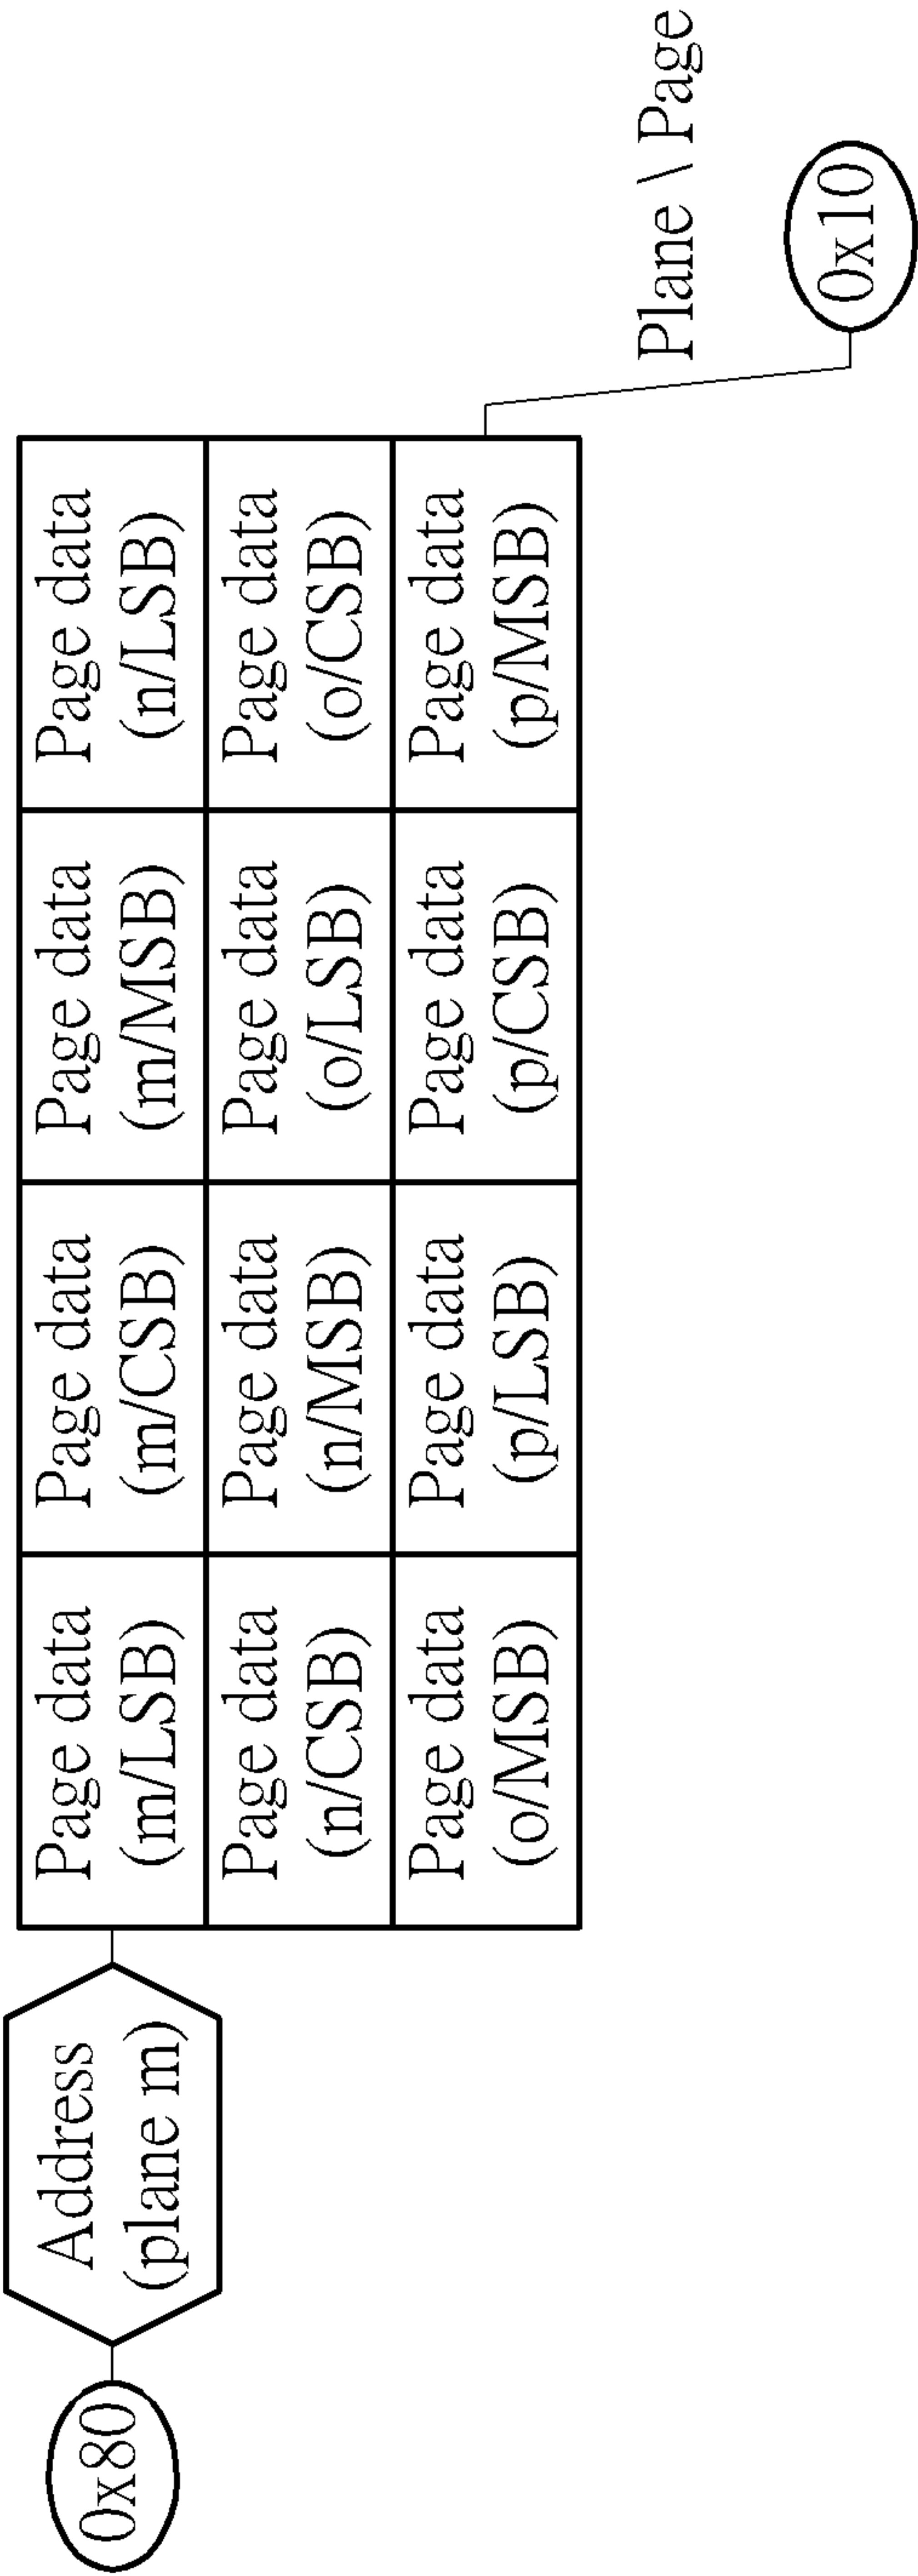 0x80
Address
(plane m)
Page data
(m/LSB)
Page data
(m/CSB)
Page data
(m/MSB)
Page data
(n/LSB)
Page data
(n/CSB)
Page data
(n/MSB)
Page data
(o/LSB)
Page data
(o/CSB)
Page data
(o/MSB)
Page data
(p/LSB)
Page data
(p/CSB)
Page data
(p/MSB)
Plane \ Page
0x10